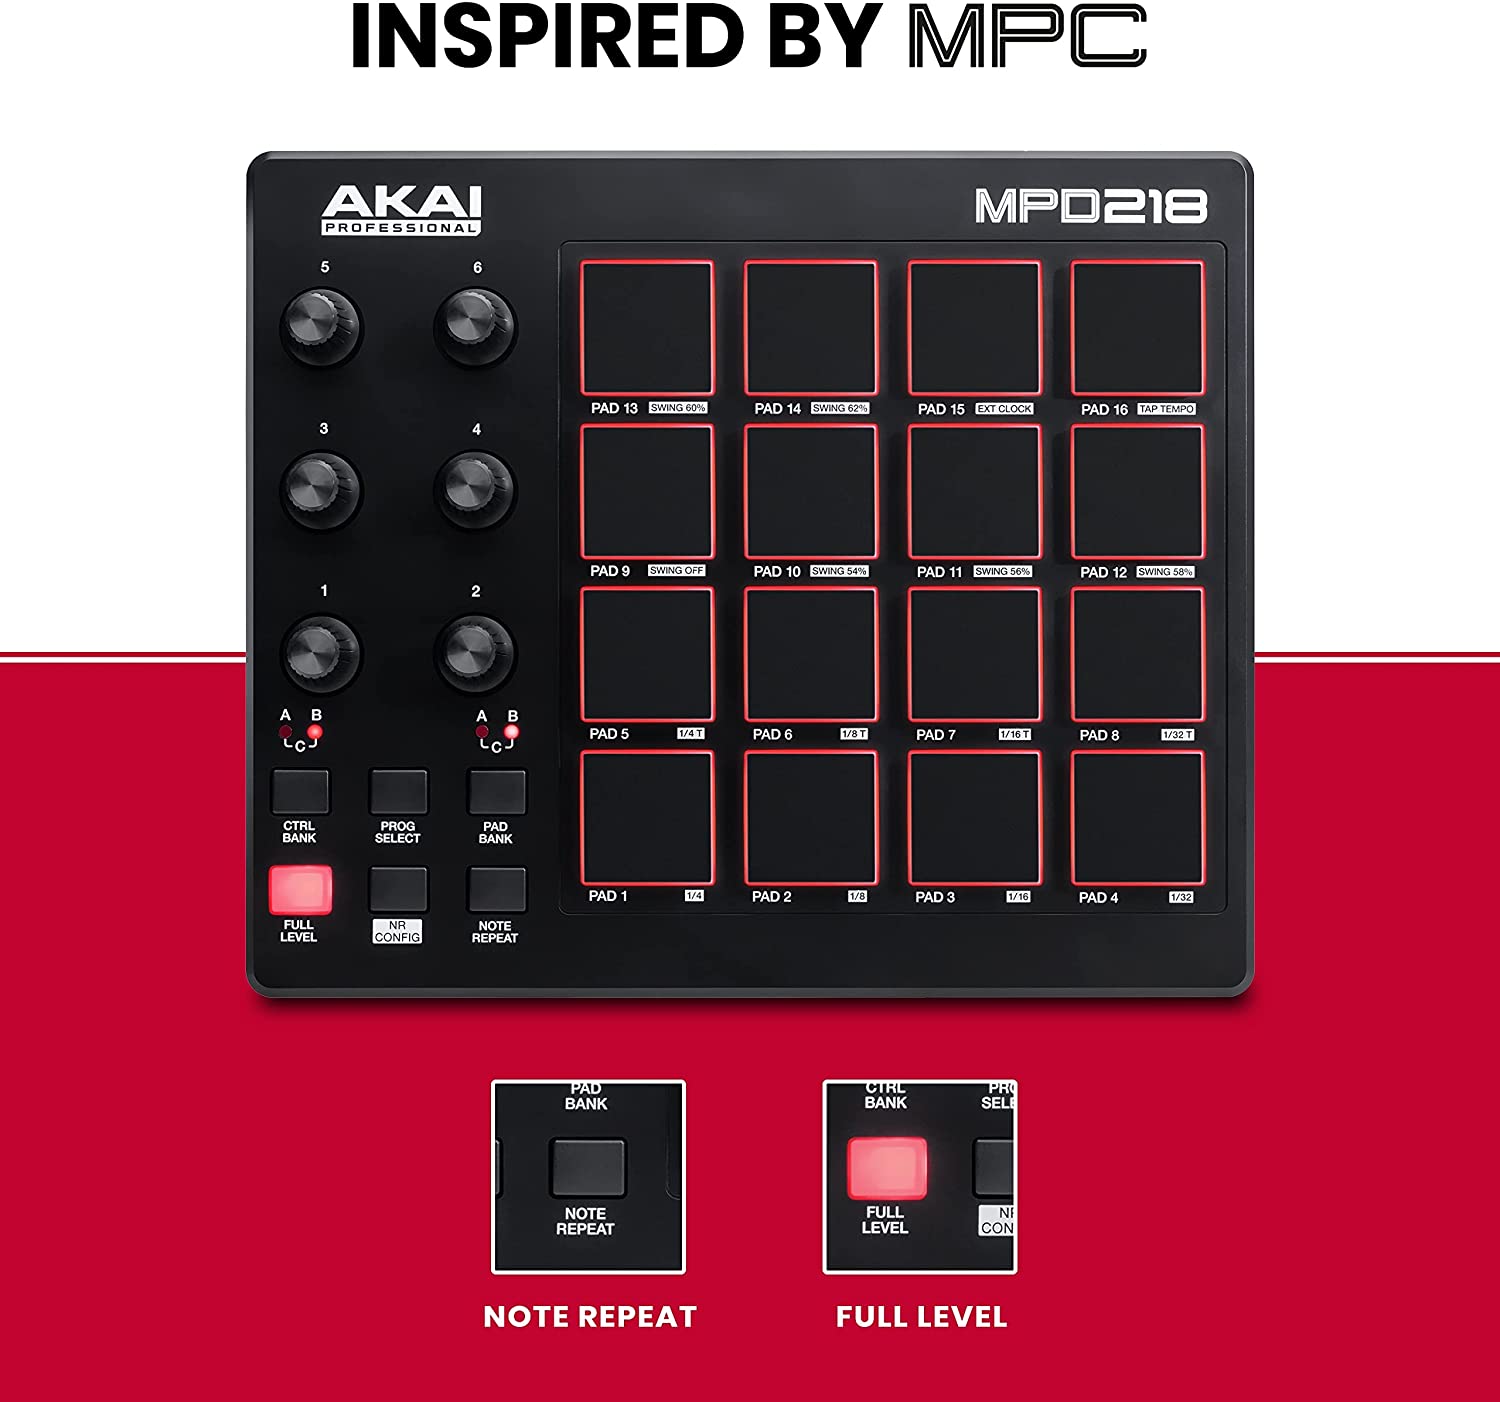 INSPIRED BY MPC
AKAI
PROFESSIONAL
MPD218
5 6
PAD 13 SWING 60% PAD 14 SWING 62% PAD 15 EXT CLOCK PAD 16 TAP TEMPO
3 4
PAD 9 SWING OFF PAD 10 SWING 54% PAD 11 SWING 56% PAD 12 SWING 58%
1 2
A B A B
C C
PAD 5 1/4 T PAD 6 1/8 T PAD 7 1/16 T PAD 8 1/32 T
CTRL BANK
PROG SELECT
PAD BANK
PAD 1 1/4 PAD 2 1/8 PAD 3 1/16 PAD 4 1/32
FULL LEVEL
NR CONFIG
NOTE REPEAT
PAD
BANK
NOTE
REPEAT
CTRL PR
BANK SELE
FULL N
LEVEL CON
NOTE REPEAT
FULL LEVEL